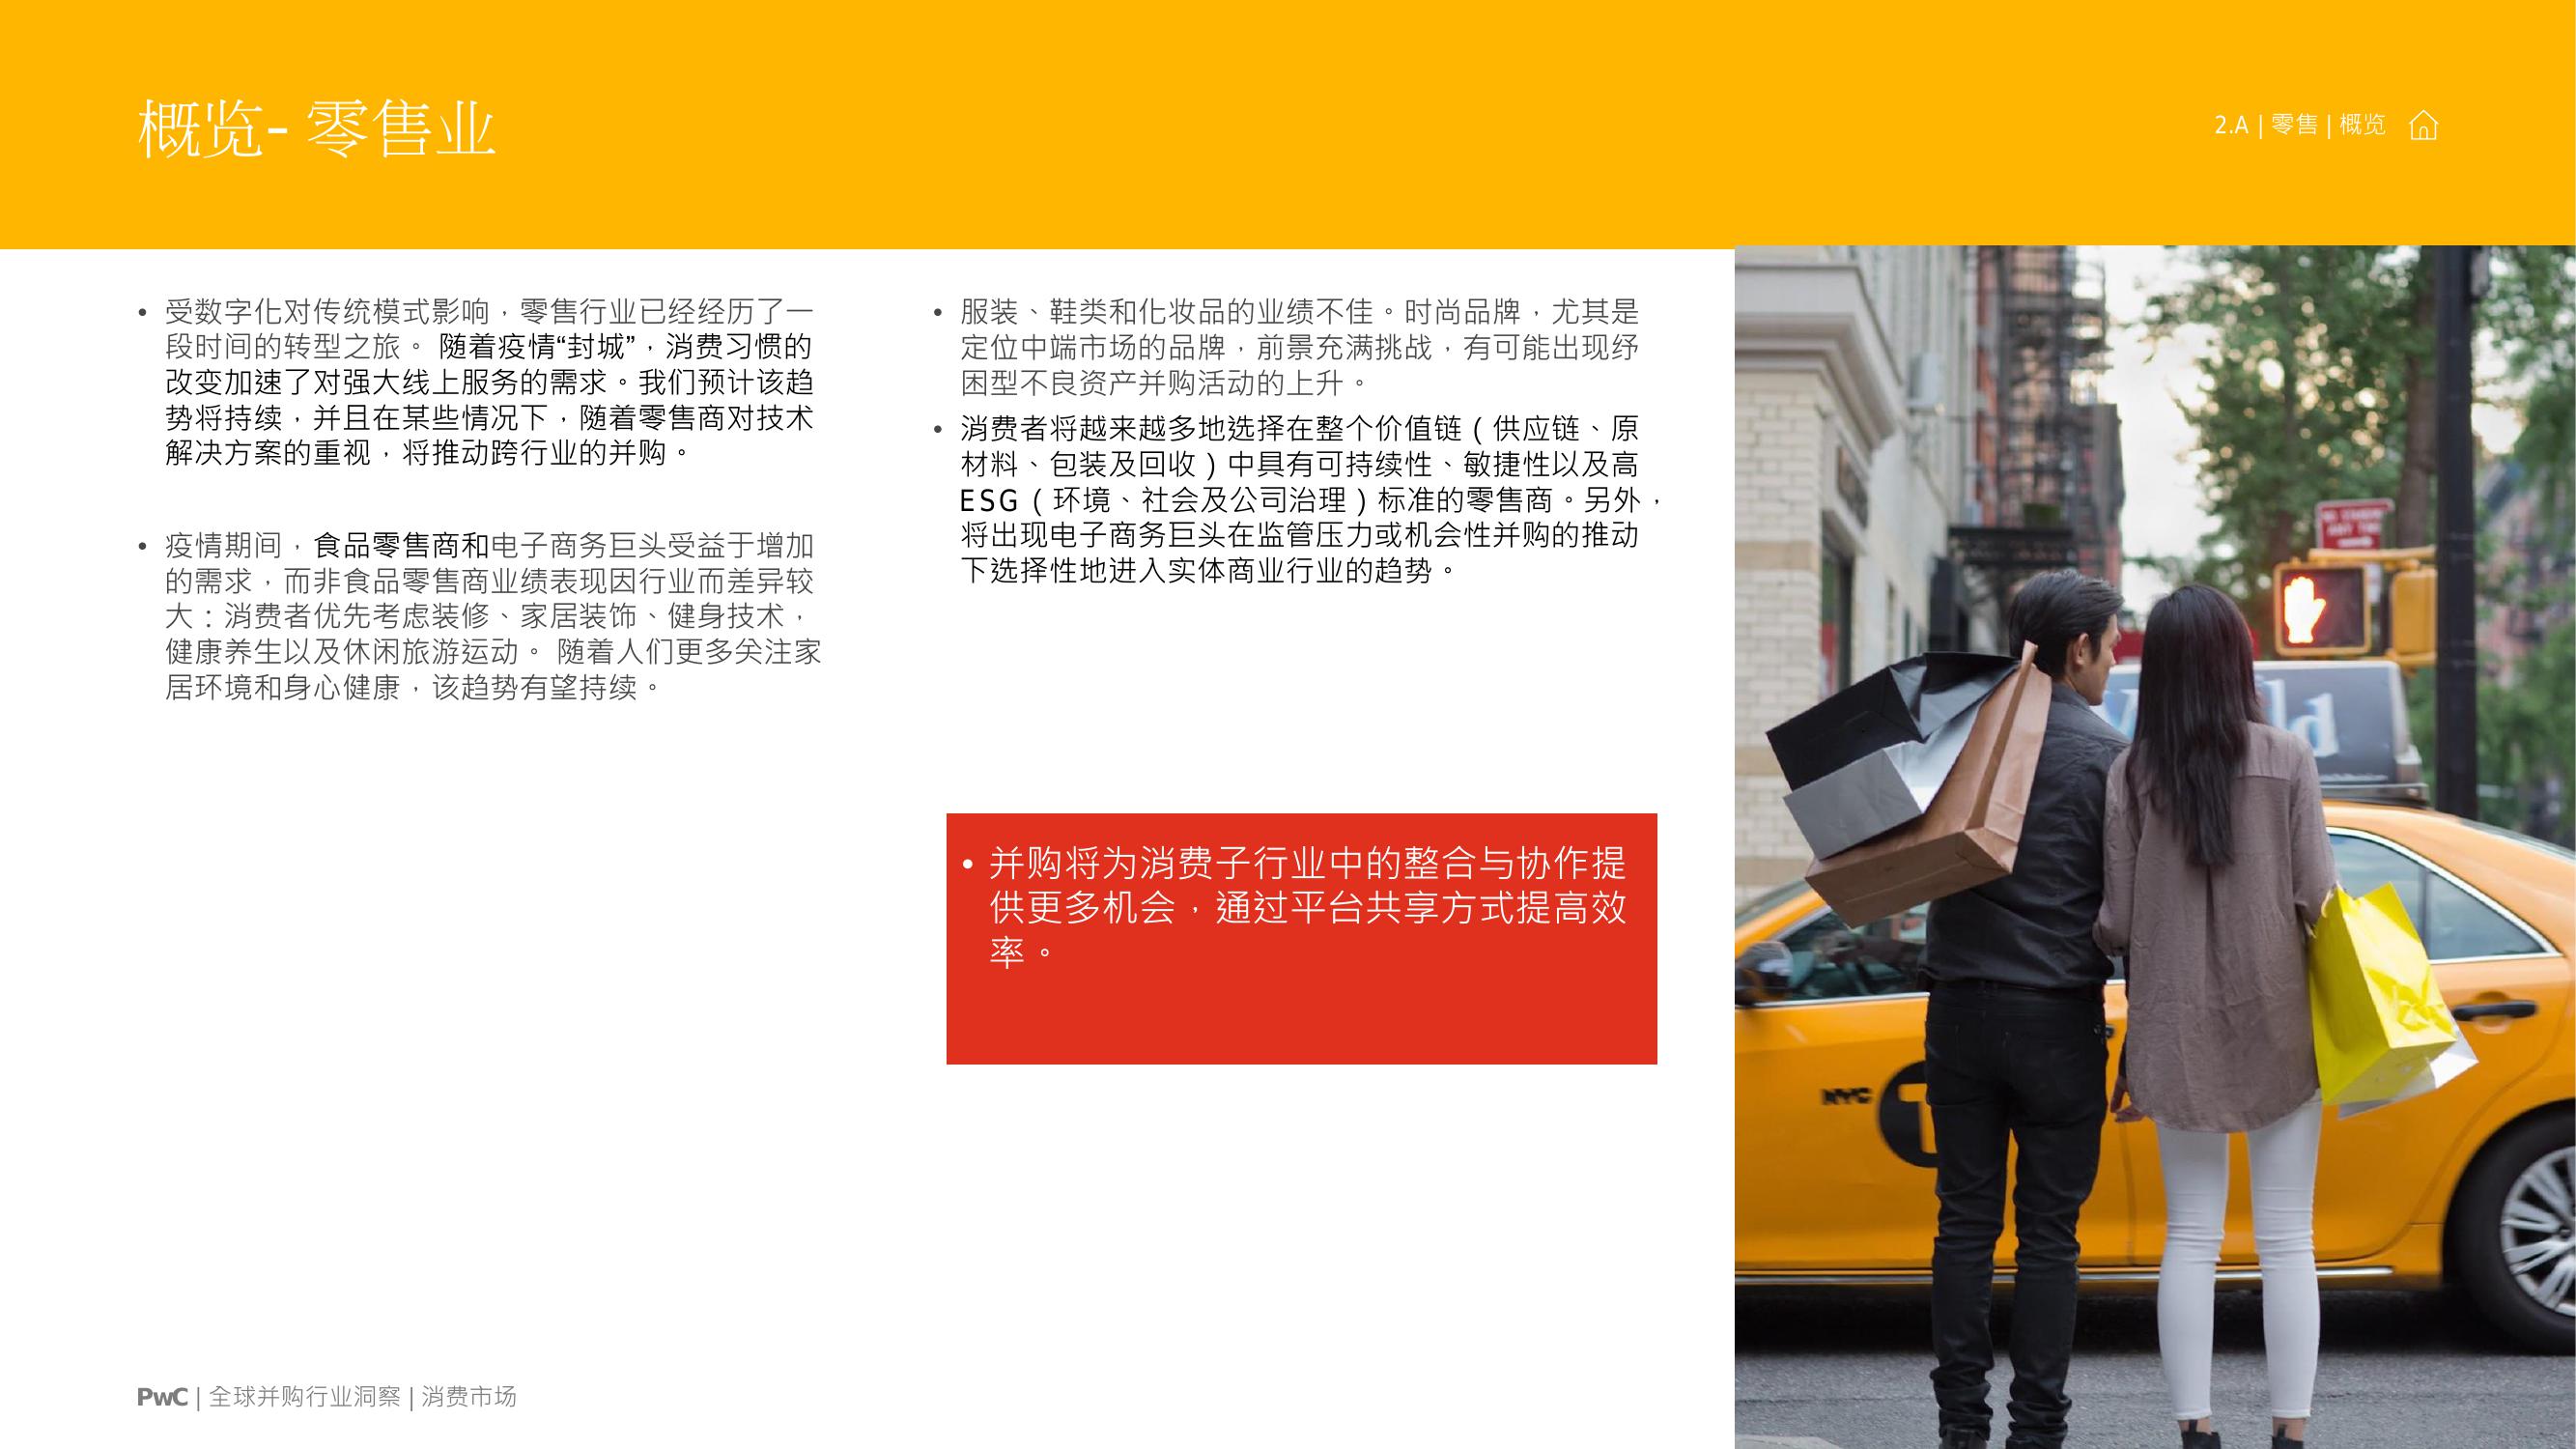 概览- 零售业
2.A | 零售 | 概览
• 受数字化对传统模式影响，零售行业已经经历了一
段时间的转型之旅。 随着疫情“封城”，消费习惯的
改变加速了对强大线上服务的需求。我们预计该趋
势将持续，并且在某些情况下，随着零售商对技术
解决方案的重视，将推动跨行业的并购。
• 疫情期间，食品零售商和电子商务巨头受益于增加
的需求，而非食品零售商业绩表现因行业而差异较
大：消费者优先考虑装修、家居装饰、健身技术，
健康养生以及休闲旅游运动。 随着人们更多关注家
居环境和身心健康，该趋势有望持续。
• 服装、鞋类和化妆品的业绩不佳。时尚品牌，尤其是
定位中端市场的品牌，前景充满挑战，有可能出现纾
困型不良资产并购活动的上升。
• 消费者将越来越多地选择在整个价值链（供应链、原
材料、包装及回收）中具有可持续性、敏捷性以及高
ESG（环境、社会及公司治理）标准的零售商。另外，
将出现电子商务巨头在监管压力或机会性并购的推动
下选择性地进入实体商业行业的趋势。
• 并购将为消费子行业中的整合与协作提
供更多机会，通过平台共享方式提高效
率。
NYC
T
PwC | 全球并购行业洞察 | 消费市场